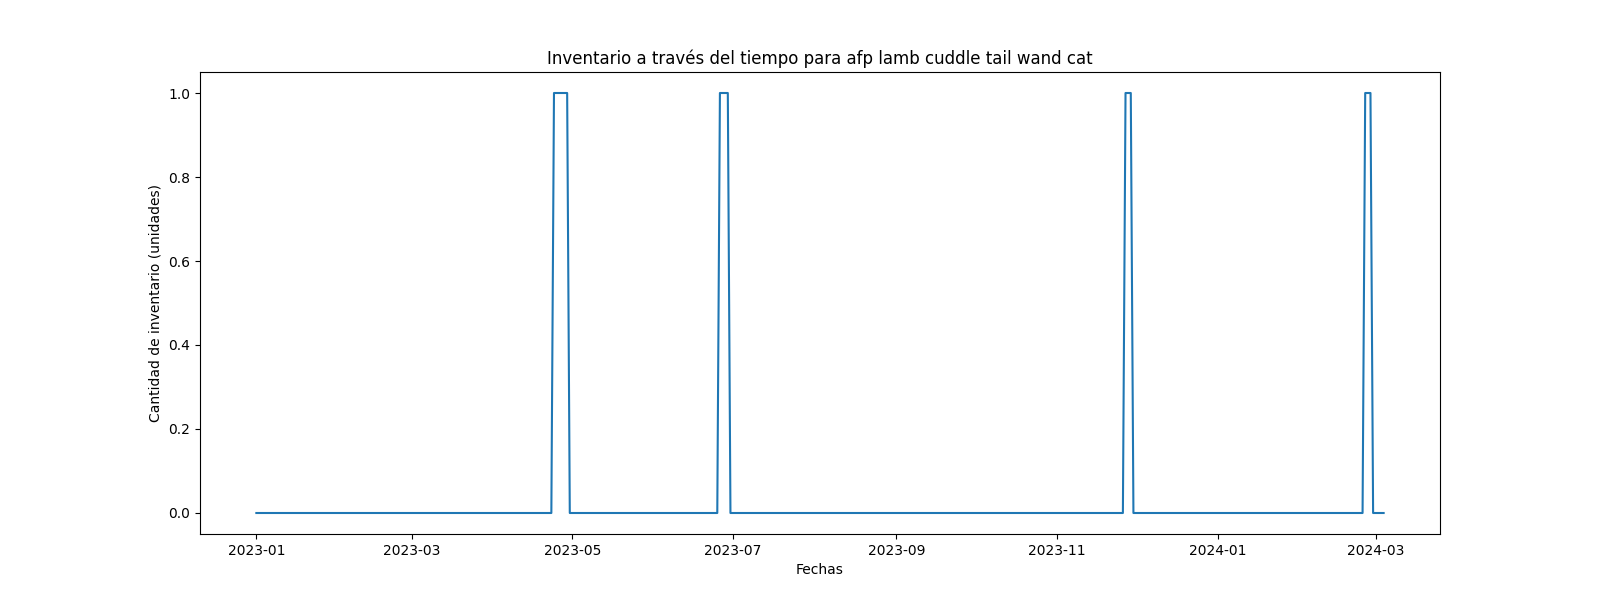 Inventario a través del tiempo para afp lamb cuddle tail wand cat
Cantidad de inventario (unidades)
1.0
0.8
0.6
0.4
0.2
0.0
2023-01 2023-03 2023-05 2023-07 2023-09 2023-11 2024-01 2024-03
Fechas